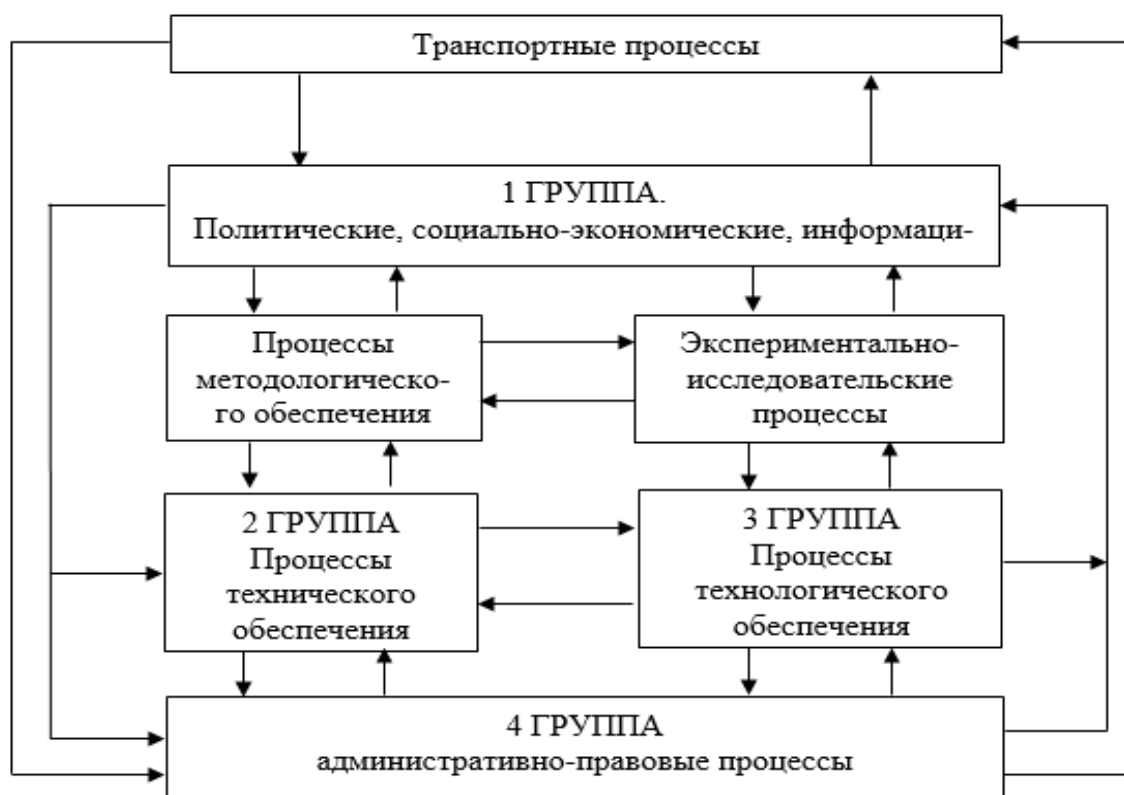 Транспортные процессы
1 ГРУППА.
Политические, социально-экономические, информаци-
Процессы
методологическо-
го обеспечения
Экспериментально-
исследовательские
процессы
2 ГРУППА
Процессы
технического
обеспечения
3 ГРУППА
Процессы
технологического
обеспечения
4 ГРУППА
административно-правовые процессы